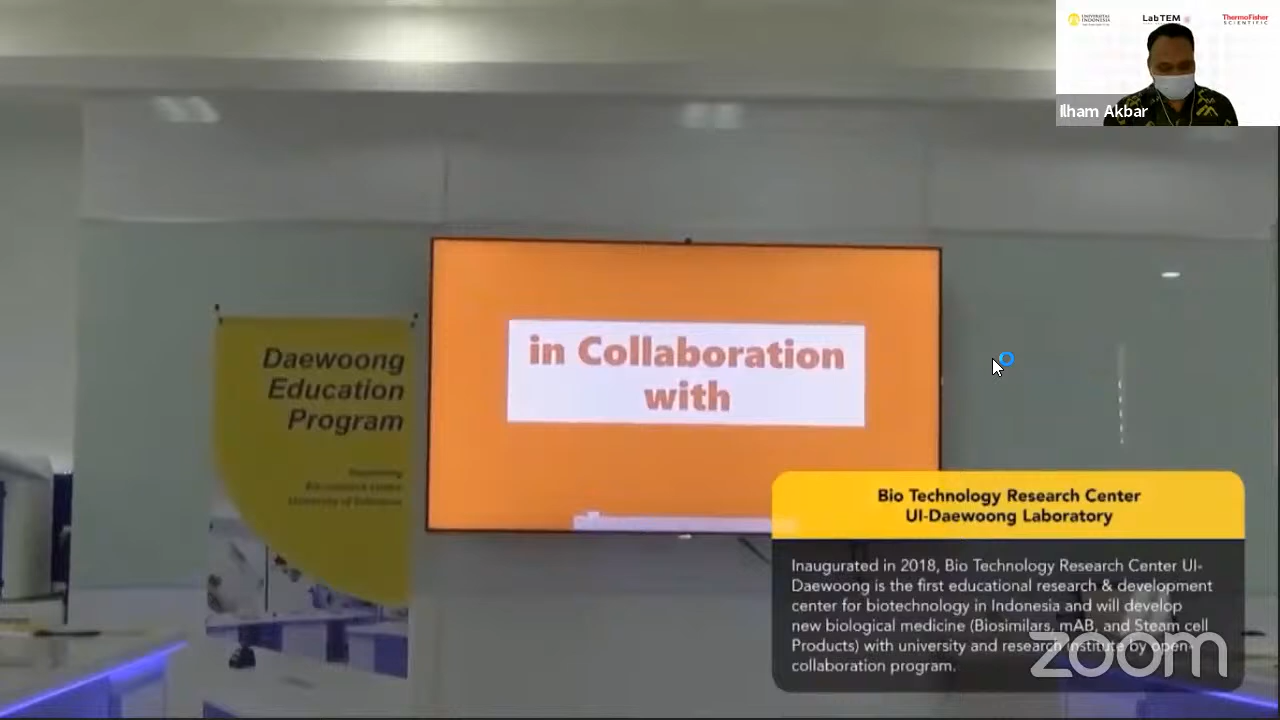 UNIVERSITAS
INDONESIA
LabTEM
ThermoFisher
SCIENTIFIC
Ilham Akbar
in Collaboration
with
Daewoong
Education
Program
Bio Technology Research Center
UI-Daewoong Laboratory
Inaugurated in 2018, Bio Technology Research Center UI-
Daewoong is the first educational research & development
center for biotechnology in Indonesia and will develop
new biological medicine (Biosimilars, mAB, and Steam cell
Products) with university and research institute by open-
collaboration program.
zoom